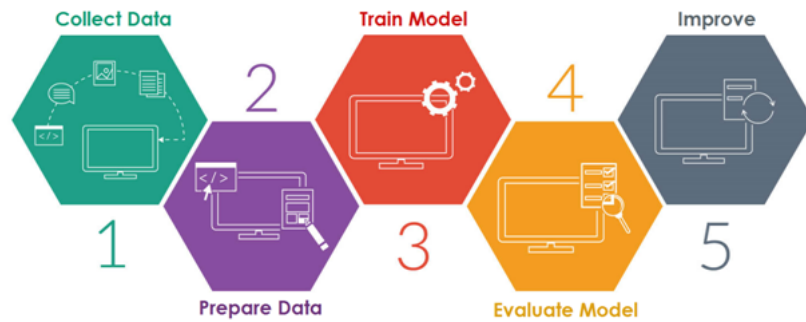 Collect Data
1
</>
2
</>
Prepare Data
Train Model
3
4
Evaluate Model
Improve
5